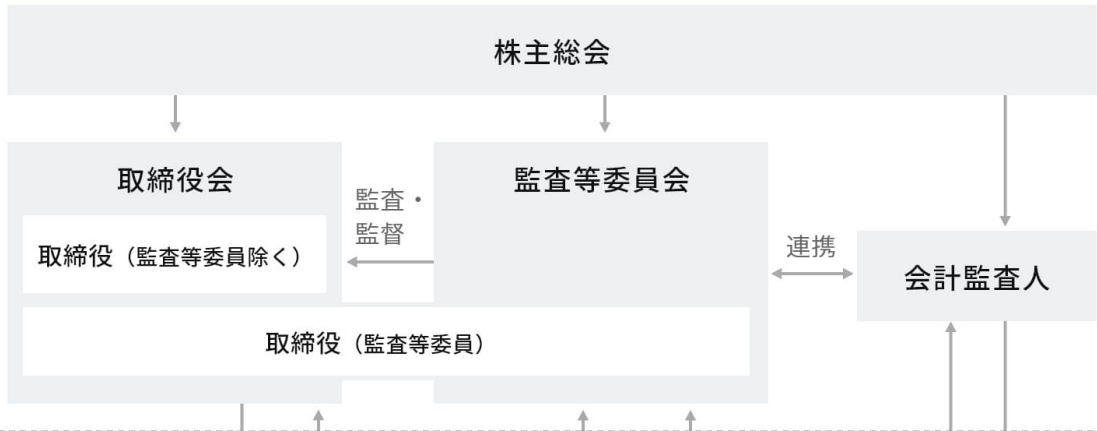 株主総会
取締役会
監査等委員会
監査・
監督
取締役（監査等委員除く）
連携
会計監査人
取締役（監査等委員）